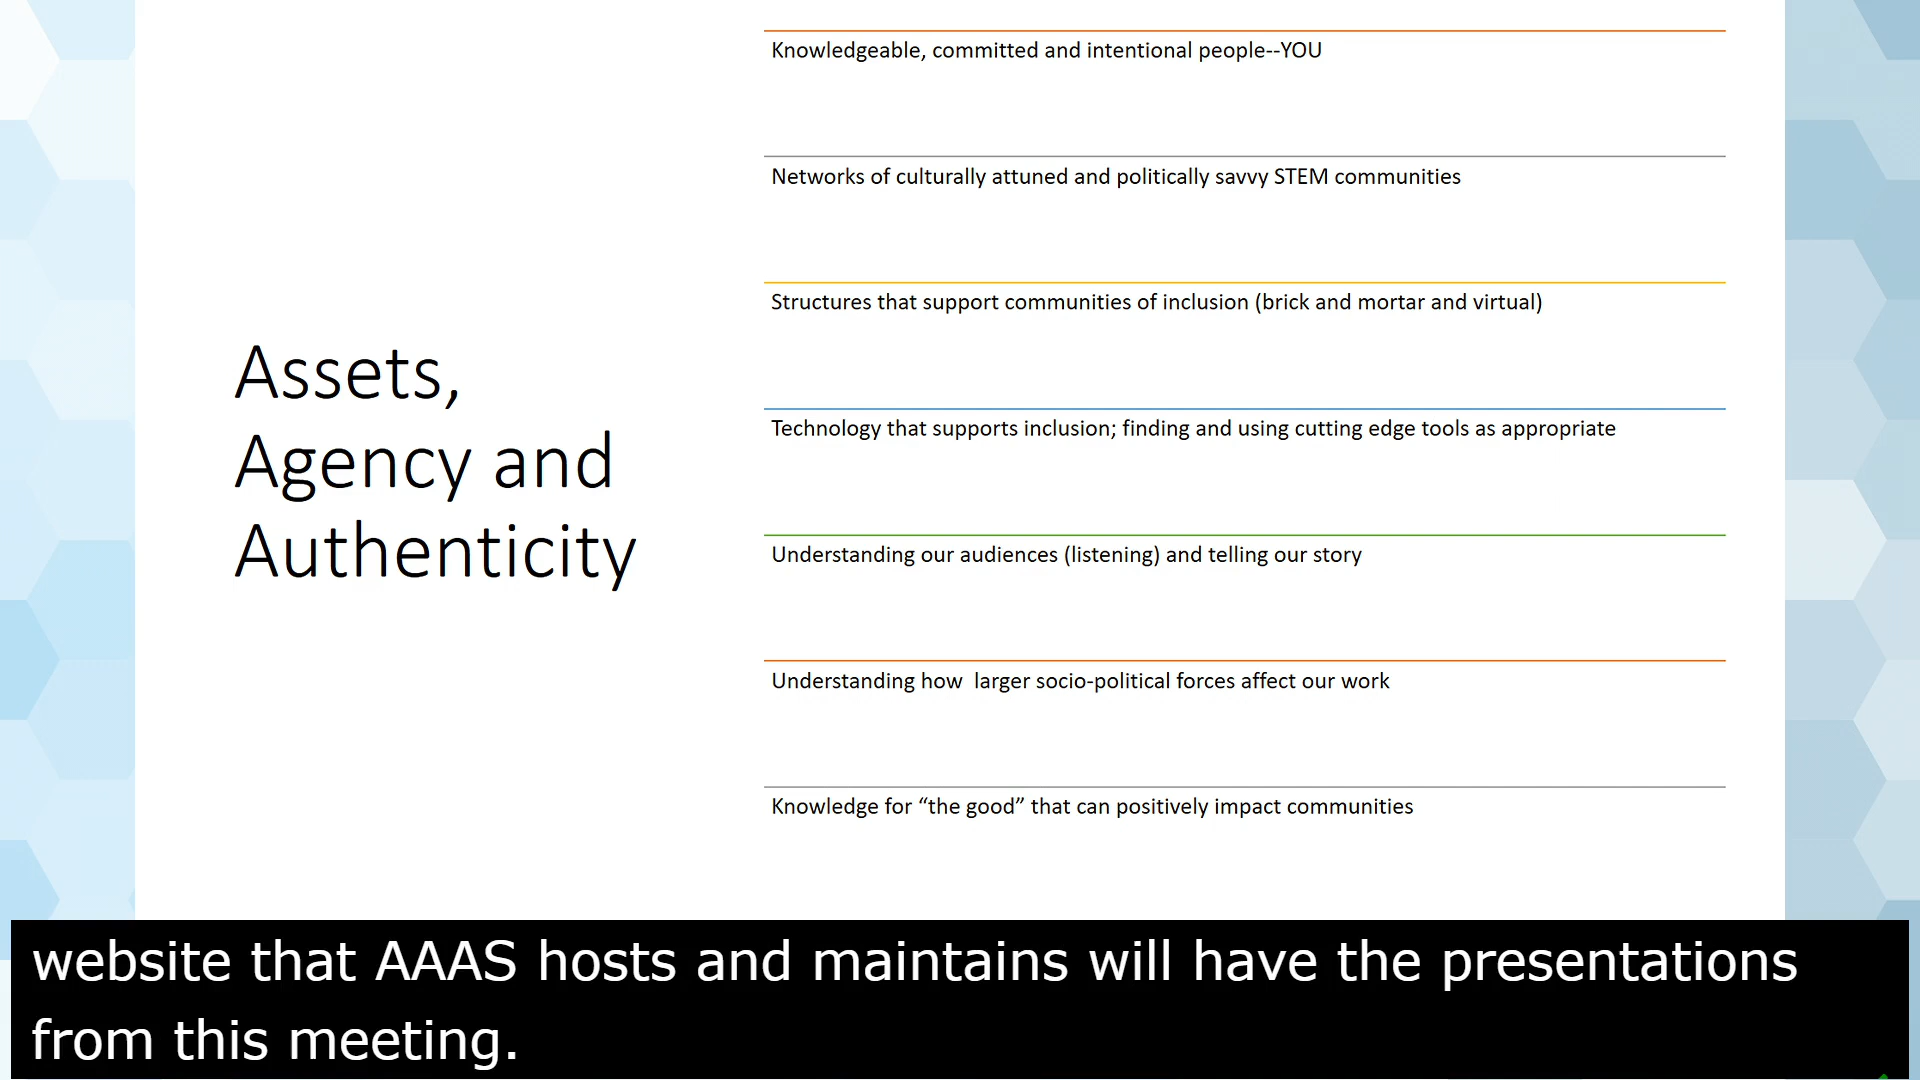 Assets,
Agency and
Authenticity
Knowledgeable, committed and intentional people--YOU
Networks of culturally attuned and politically savvy STEM communities
Structures that support communities of inclusion (brick and mortar and virtual)
Technology that supports inclusion; finding and using cutting edge tools as appropriate
Understanding our audiences (listening) and telling our story
Understanding how  larger socio-political forces affect our work
Knowledge for “the good” that can positively impact communities
website that AAAS hosts and maintains will have the presentations
from this meeting.